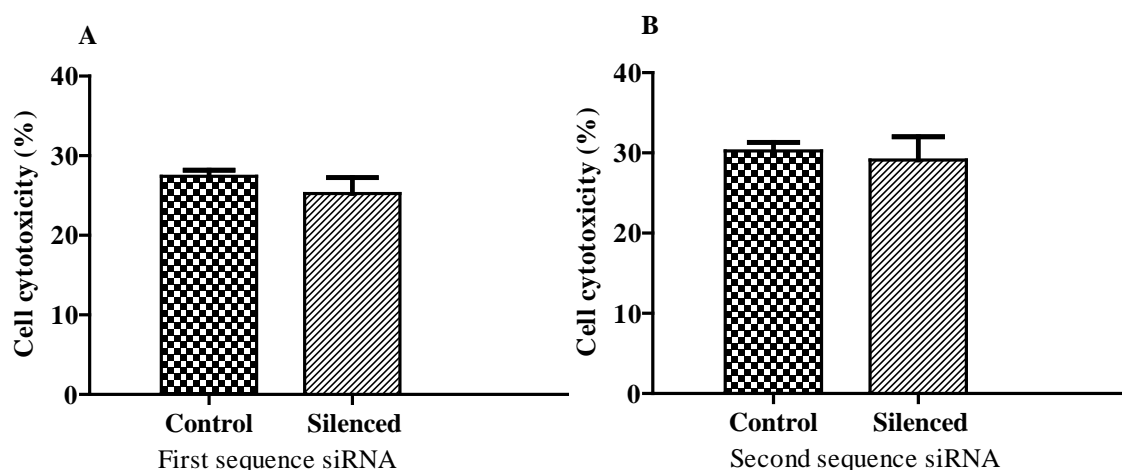 A
Cell cytotoxicity (%)
40
30
20
10
0
Control Silenced
First sequence siRNA
B
Cell cytotoxicity (%)
40
30
20
10
0
Control Silenced
Second sequence siRNA